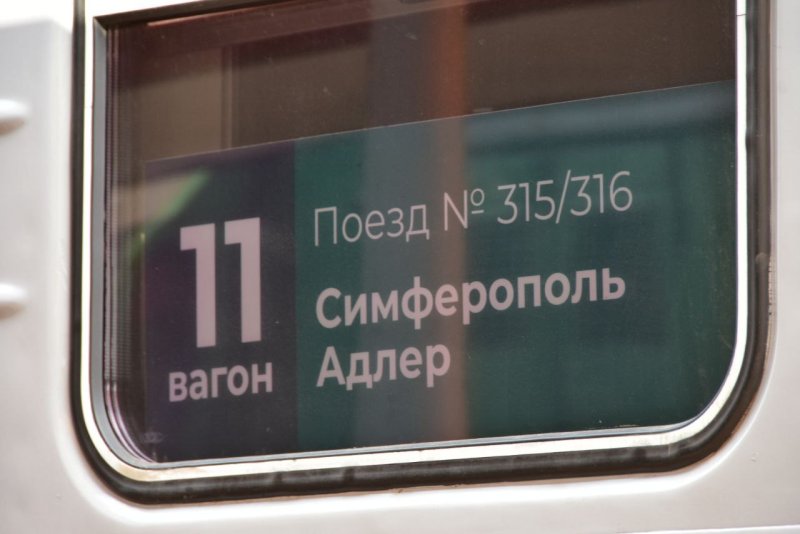 11
вагон
Поезд № 315/316
Симферополь
Адлер